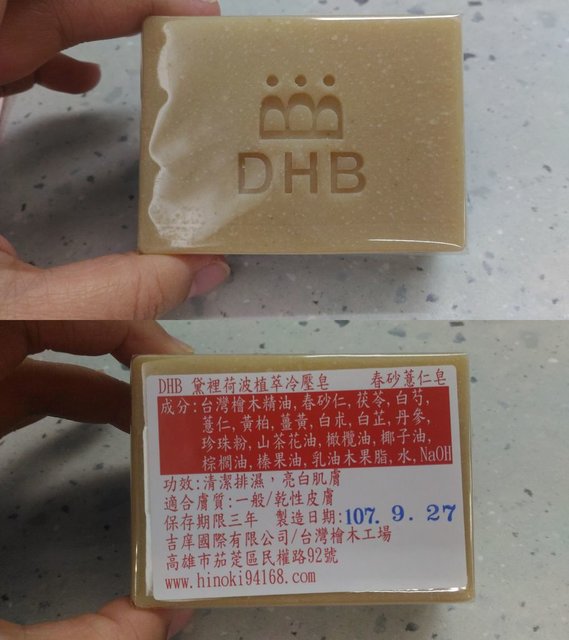 DHB
DHB 黛裡荷波植萃冷壓皂 春砂薏仁皂
成分:台灣檜木精油,春砂仁,茯苓,白芍,
薏仁,黃柏,薑黃,白朮,白芷,丹參,
珍珠粉,山茶花油,橄欖油,椰子油,
棕櫚油,榛果油,乳油木果脂,水,NaOH
功效:清潔排濕，亮白肌膚
適合膚質:一般/乾性皮膚
保存期限三年 製造日期:107. 9. 27
吉庠國際有限公司/台灣檜木工場
高雄市茄萣區民權路92號
www.hinoki94168.com